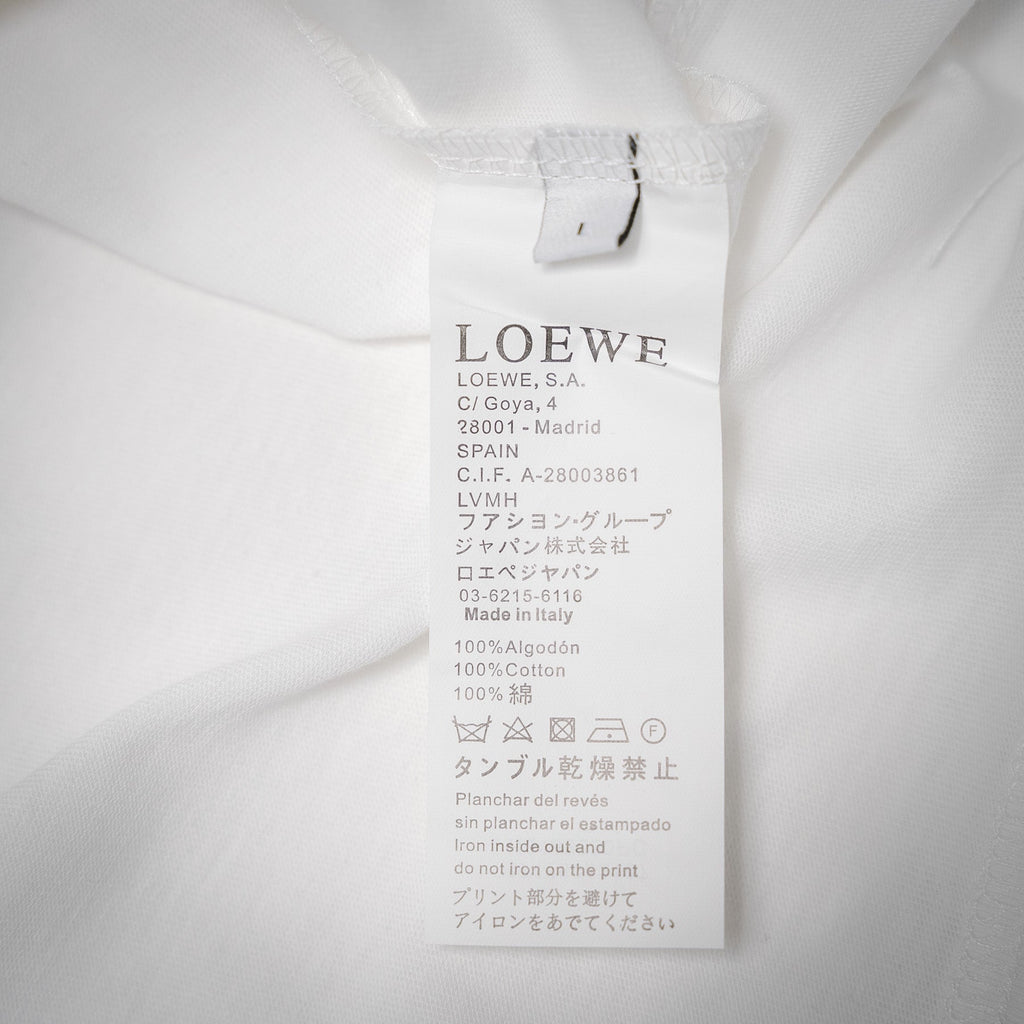 LOEWE
LOEWE, S.A.
C/ Goya, 4
28001 - Madrid
SPAIN
C.I.F. A-28003861
LVMH
フアシヨン・グループ
ジャパン株式会社
ロエペジヤパン
03-6215-6116
Made in Italy
100%Algodón
100%Cotton
100% 綿
F
タンブル乾燥禁止
Planchar del revés
sin planchar el estampado
Iron inside out and
do not iron on the print
プリント部分を避けて
アイロンをあでてください